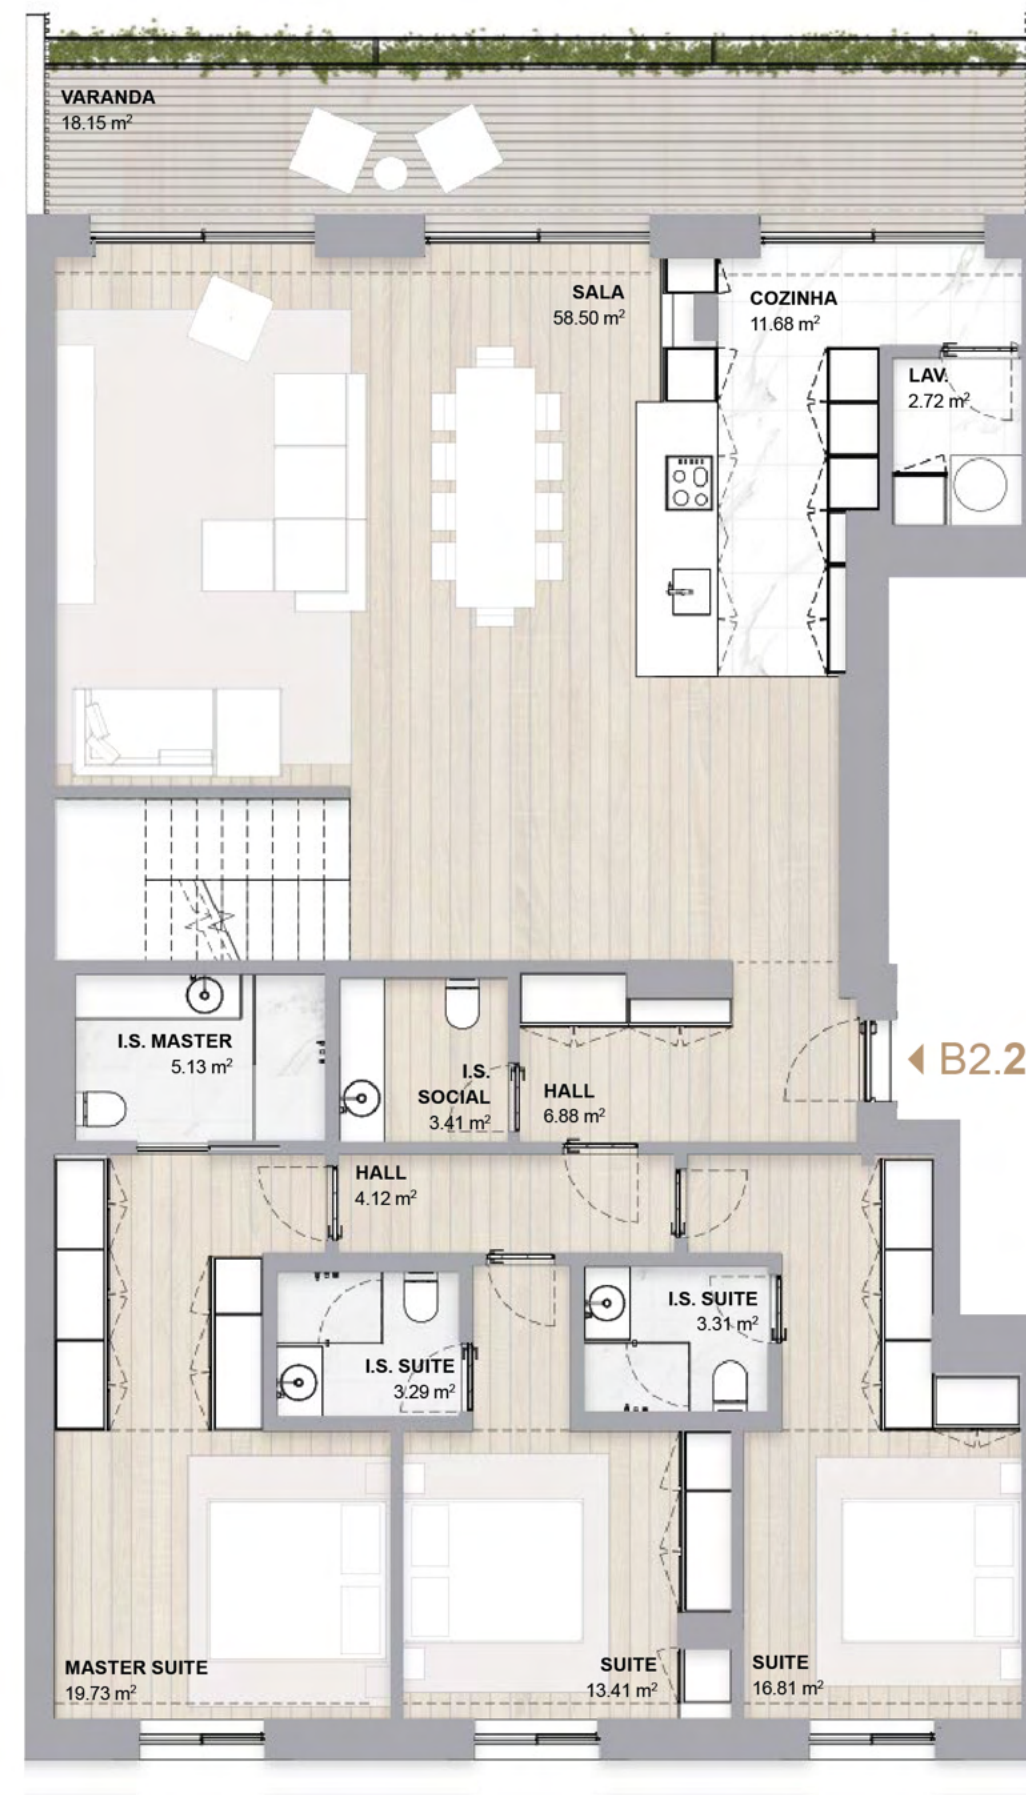 VARANDA
18.15 m²
SALA
58.50 m²
COZINHA
11.68 m²
LAV.
2.72 m²
I.S. MASTER
5.13 m²
I.S.
SOCIAL
3.41 m²
HALL
6.88 m²
B2.2
HALL
4.12 m²
I.S. SUITE
3.29 m²
I.S. SUITE
3.31 m²
MASTER SUITE
19.73 m²
SUITE
13.41 m²
SUITE
16.81 m²